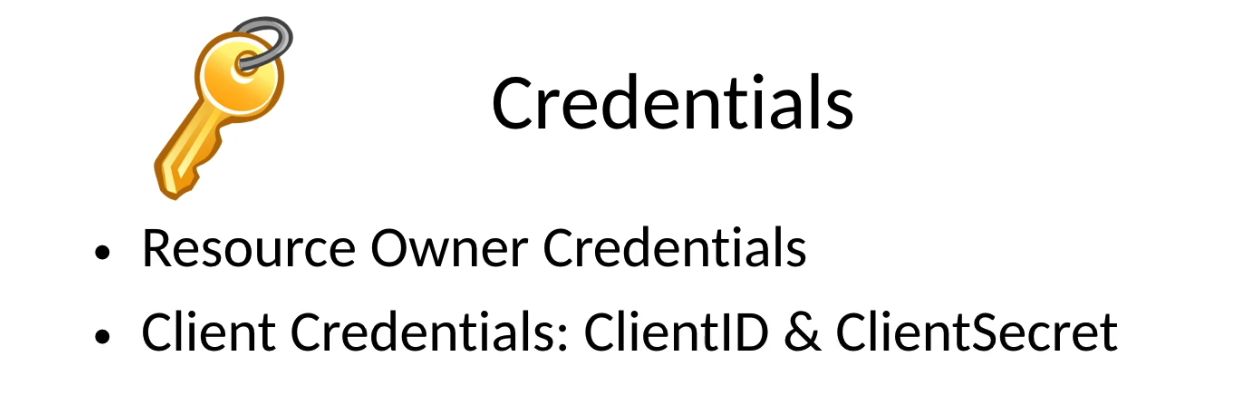 Credentials
• Resource Owner Credentials
• Client Credentials: ClientID & ClientSecret